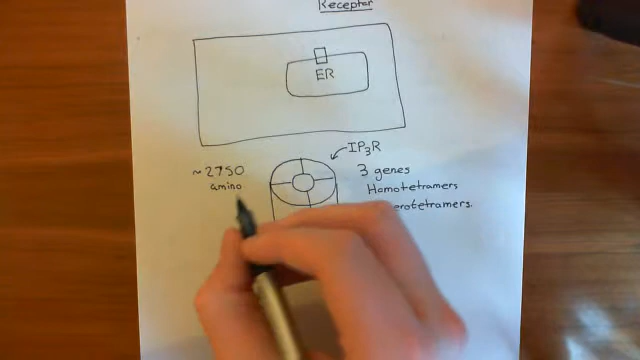 Receptor
ER
IP₃R
~2750
amino
3 genes
Homotetramers
erotetramers.